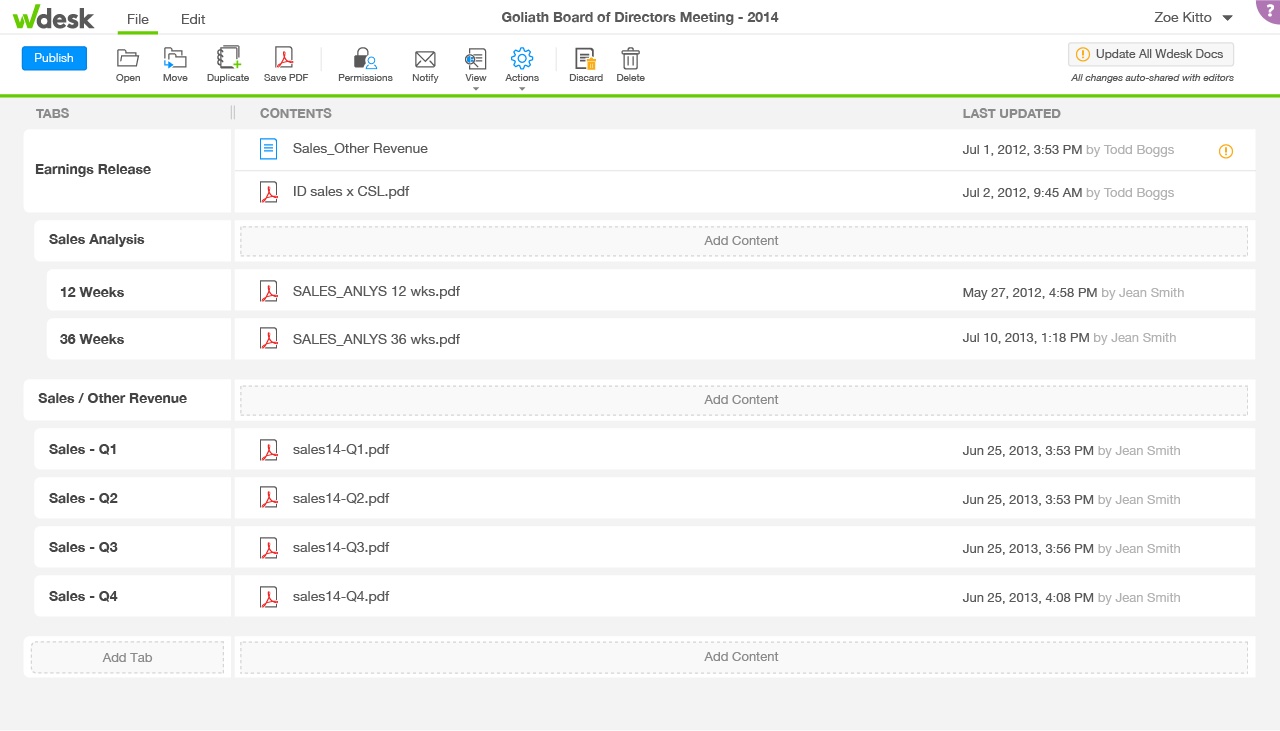 wdesk File Edit Goliath Board of Directors Meeting - 2014 Zoe Kitto ?
Publish Open Move Duplicate Save PDF Permissions Notify View Actions Discard Delete Update All Wdesk Docs
All changes auto-shared with editors
TABS CONTENTS LAST UPDATED
Earnings Release
Sales_Other Revenue Jul 1, 2012, 3:53 PM by Todd Boggs
ID sales x CSL.pdf Jul 2, 2012, 9:45 AM by Todd Boggs
Sales Analysis Add Content
12 Weeks SALES_ANLYS 12 wks.pdf May 27, 2012, 4:58 PM by Jean Smith
36 Weeks SALES_ANLYS 36 wks.pdf Jul 10, 2013, 1:18 PM by Jean Smith
Sales / Other Revenue Add Content
Sales - Q1 sales14-Q1.pdf Jun 25, 2013, 3:53 PM by Jean Smith
Sales - Q2 sales14-Q2.pdf Jun 25, 2013, 3:53 PM by Jean Smith
Sales - Q3 sales14-Q3.pdf Jun 25, 2013, 3:56 PM by Jean Smith
Sales - Q4 sales14-Q4.pdf Jun 25, 2013, 4:08 PM by Jean Smith
Add Tab Add Content